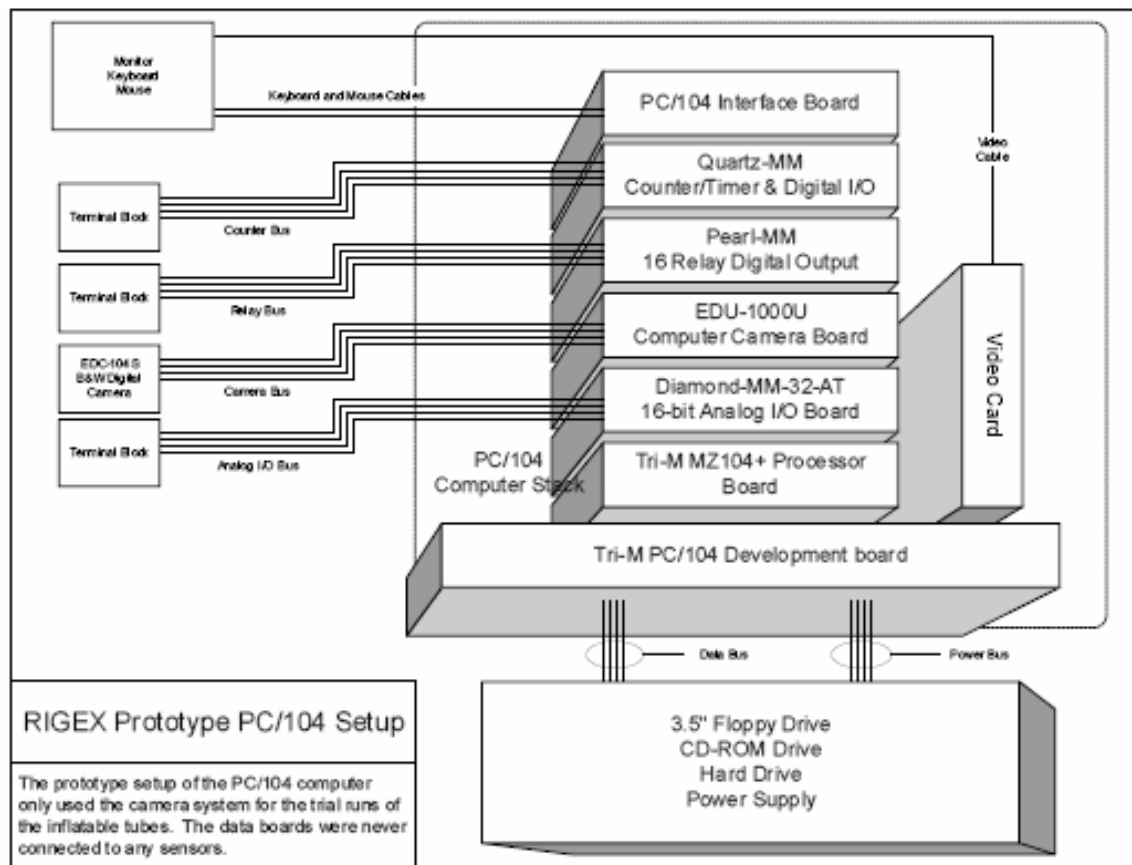 Monitor
Keyboard
Mouse
Keyboard and Mouse Cables
PC/104 Interface Board
Video
Cable
Quartz-MM
Counter/Timer & Digital I/O
Terminal Block
Counter Bus
Pearl-MM
16 Relay Digital Output
Terminal Block
Relay Bus
EDU-1000U
Computer Camera Board
EDC-104 S
B&W Digital
Camera
Camera Bus
Video Card
Diamond-MM-32-AT
16-bit Analog I/O Board
Terminal Block
Analog I/O Bus
PC/104
Computer Stack
Tri-M MZ104+ Processor
Board
Tri-M PC/104 Development board
Data Bus
Power Bus
3.5" Floppy Drive
CD-ROM Drive
Hard Drive
Power Supply
RIGEX Prototype PC/104 Setup
The prototype setup of the PC/104 computer
only used the camera system for the trial runs of
the inflatable tubes. The data boards were never
connected to any sensors.